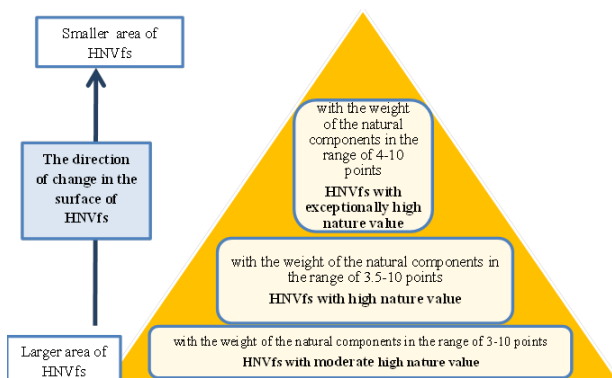 Smaller area of
HNVfs
The direction
of change in the
surface of
HNVfs
Larger area of
HNVfs
with the weight
of the natural
components in
the range of 4-10
points
HNVfs with
exceptionally high
nature value
with the weight of the natural components in
the range of 3.5-10 points
HNVfs with high nature value
with the weight of the natural components in the range of 3-10 points
HNVfs with moderate high nature value